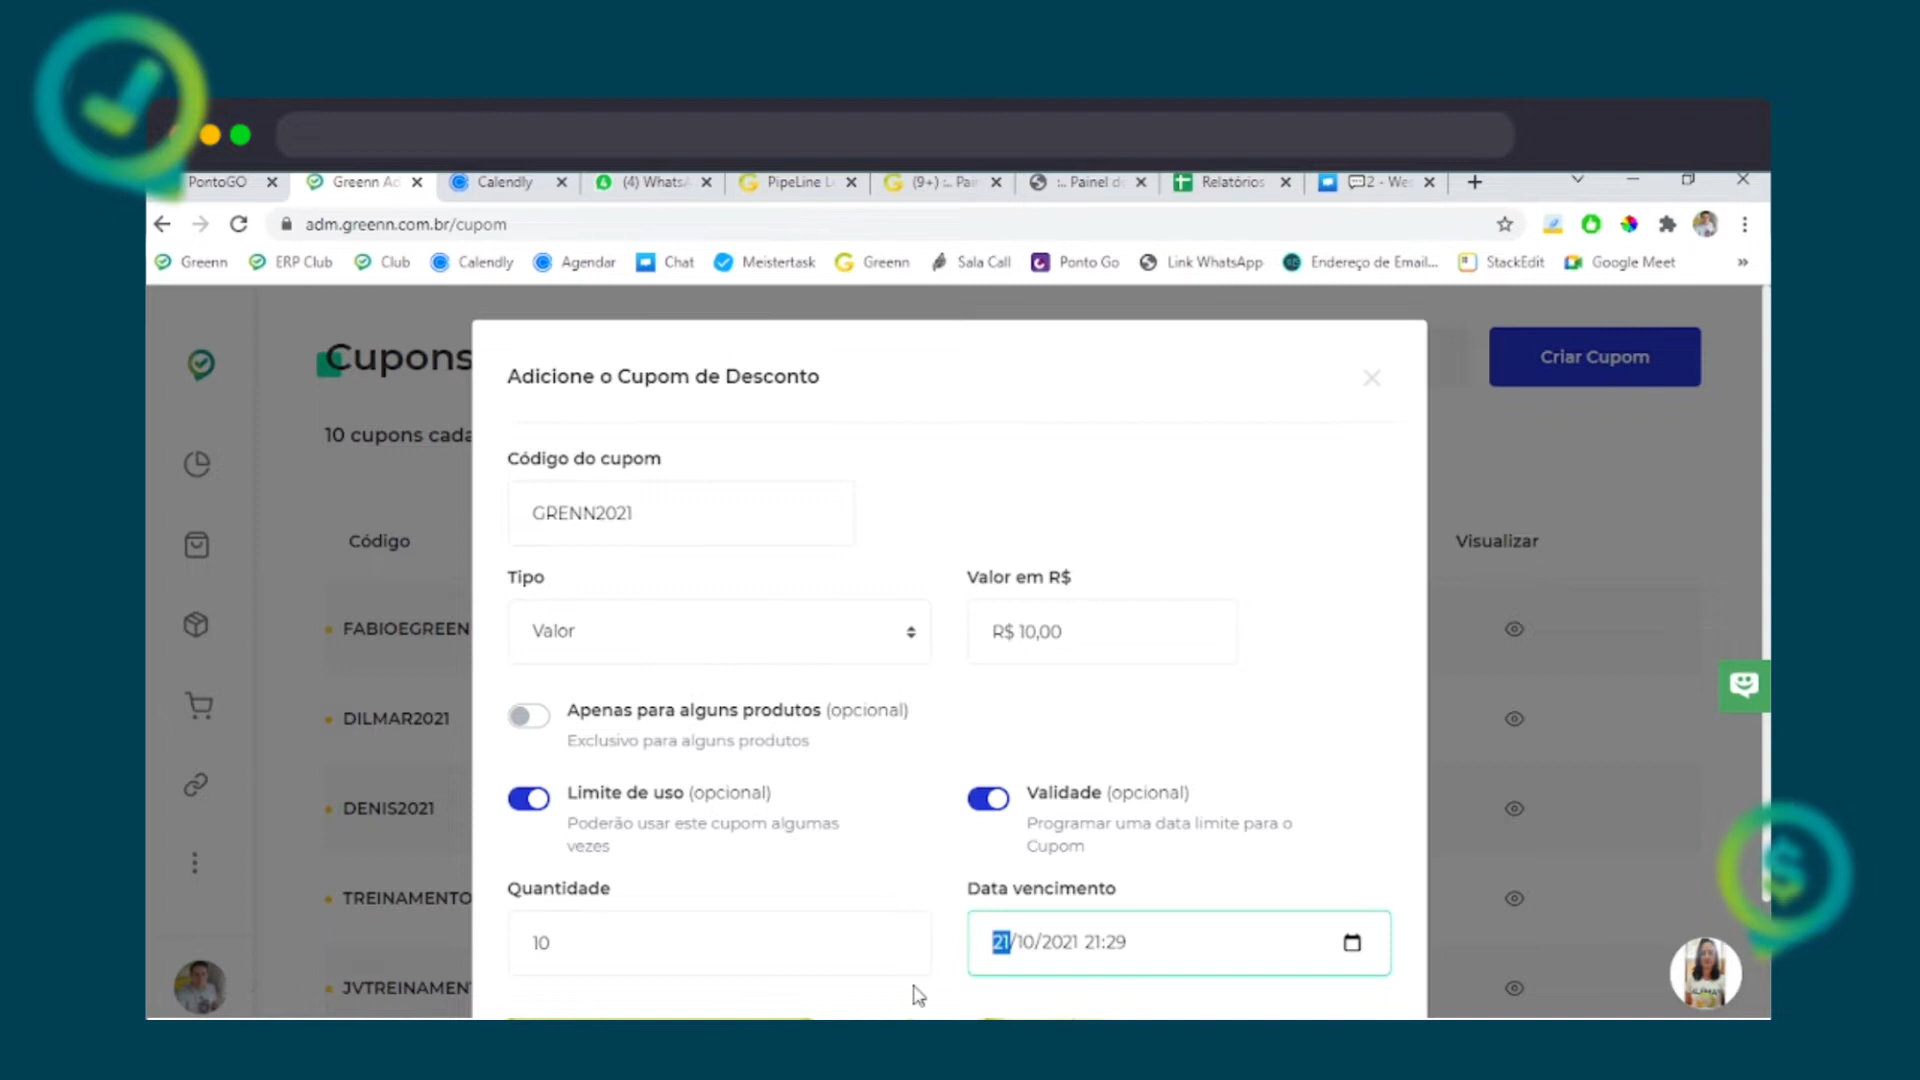 PontoGO
Greenn Ad
Calendly
(4) WhatsA
PipeLine L
(9+) :.. Pain
:.. Painel d
Relatórios
2 - Wes
adm.greenn.com.br/cupom
Greenn
ERP Club
Club
Calendly
Agendar
Chat
Meistertask
Greenn
Sala Call
Ponto Go
Link WhatsApp
Endereço de Email...
StackEdit
Google Meet
»
Cupons
Criar Cupom
10 cupons cada
Código
Visualizar
FABIOEGREEN
DILMAR2021
DENIS2021
TREINAMENTO
JVTREINAMEN
Adicione o Cupom de Desconto
Código do cupom
GRENN2021
Tipo
Valor em R$
Valor
R$ 10,00
Apenas para alguns produtos (opcional)
Exclusivo para alguns produtos
Limite de uso (opcional)
Poderão usar este cupom algumas
vezes
Validade (opcional)
Programar uma data limite para o
Cupom
Quantidade
Data vencimento
10
21/10/2021 21:29